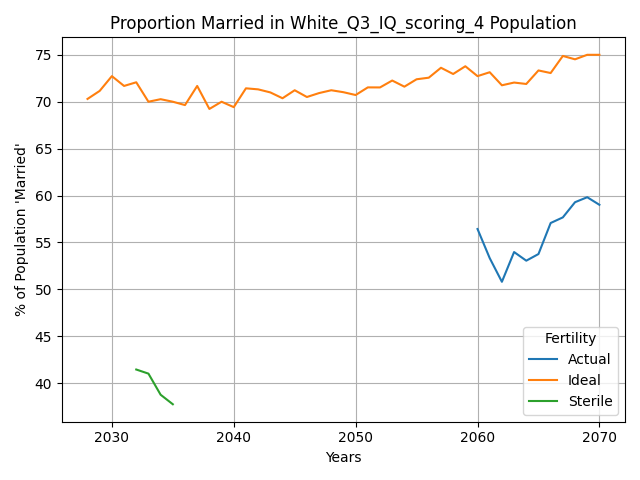 Proportion Married in White_Q3_IQ_scoring_4 Population
% of Population 'Married'
75
70
65
60
55
50
45
40
2030
2040
2050
2060
2070
Years
Fertility
Actual
Ideal
Sterile